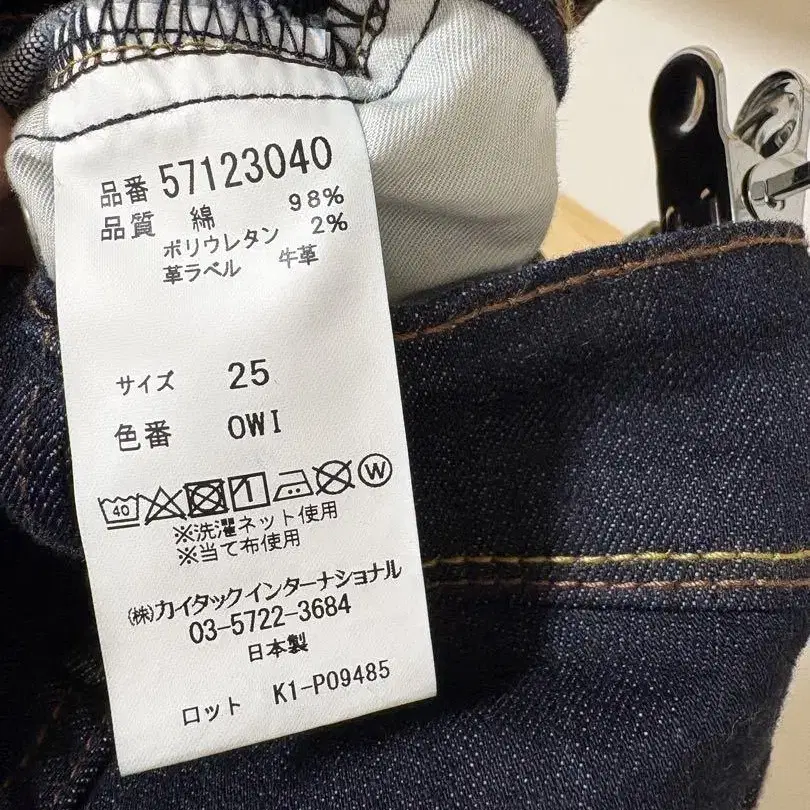 品番 57123040
品質 綿 98%
ポリウレタン 2%
革ラベル 牛革
サイズ 25
色番 OWI
40 W
※洗濯ネット使用
※当て布使用
㈱カイタックインターナショナル
03-5722-3684
日本製
ロット K1-P09485